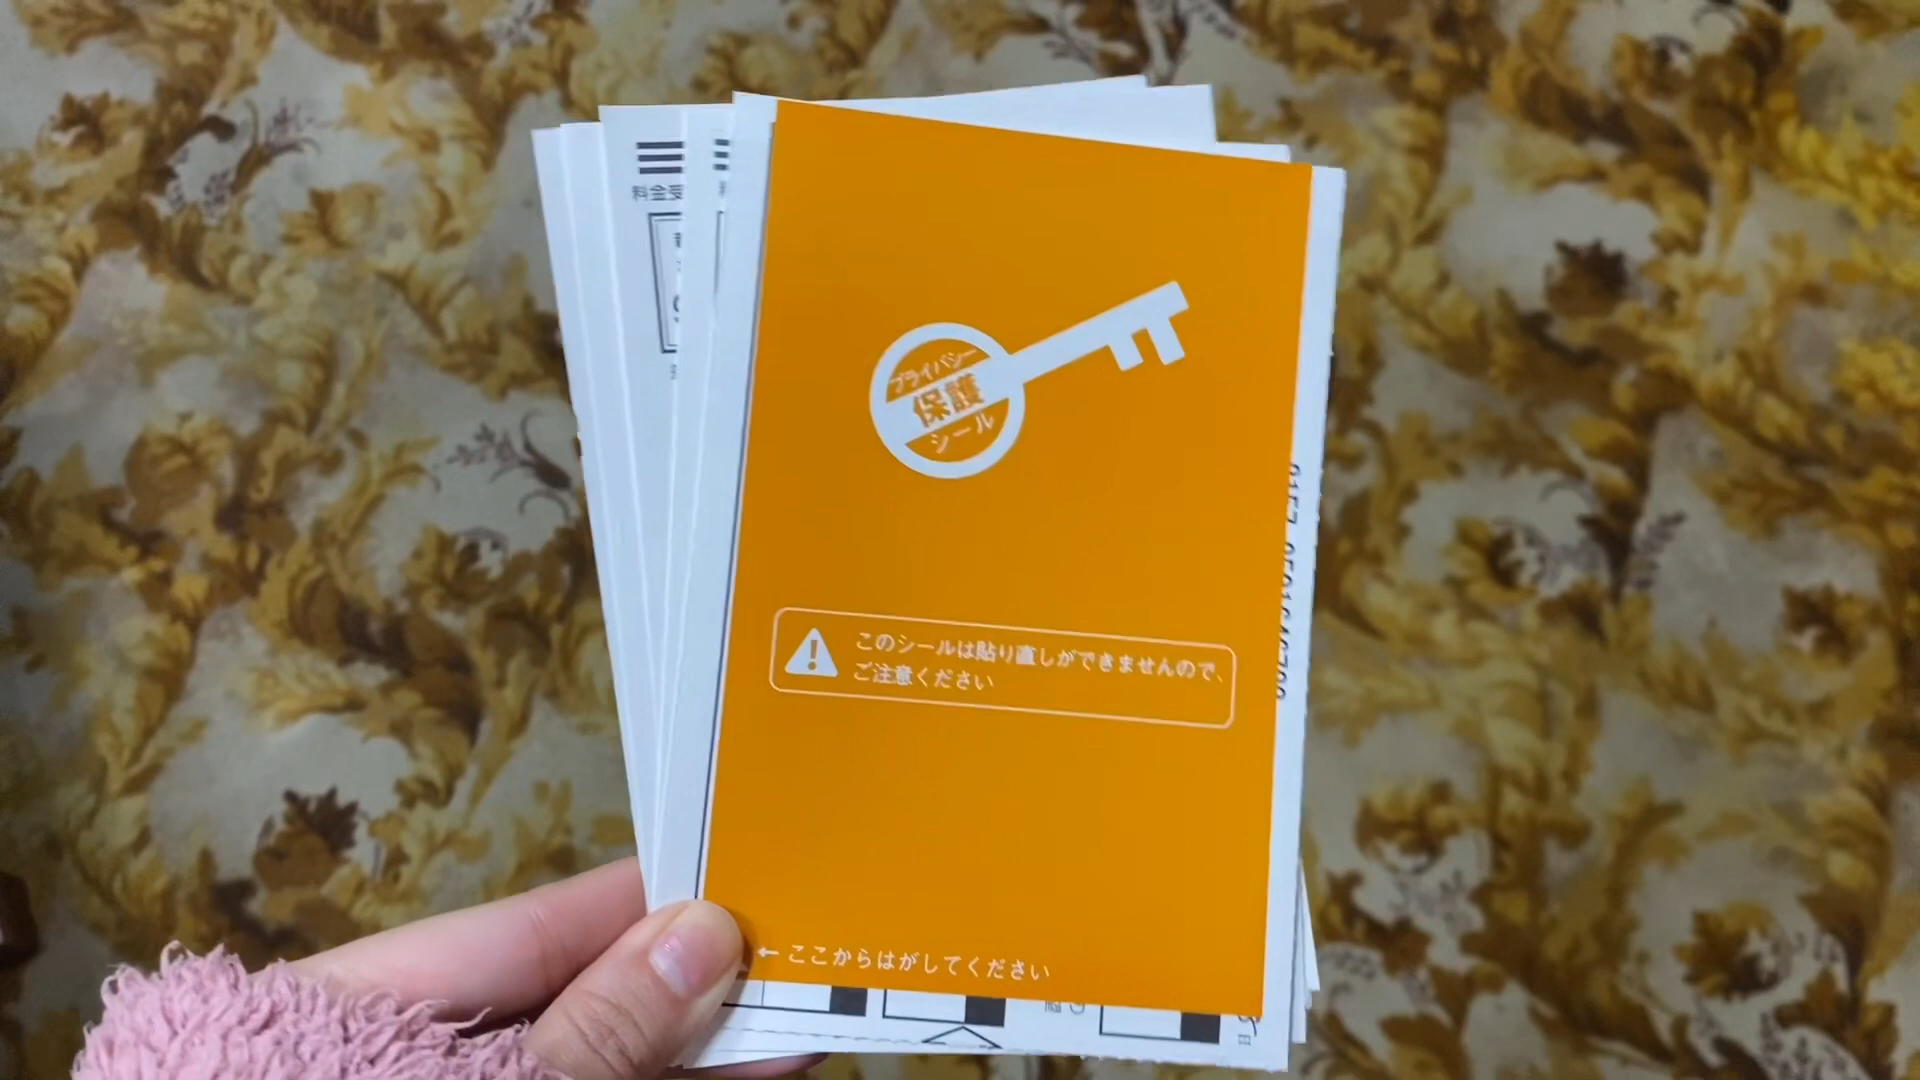 料金受
プライバシー
保護
シール
このシールは貼り直しができませんので、
ご注意ください
←ここからはがしてください